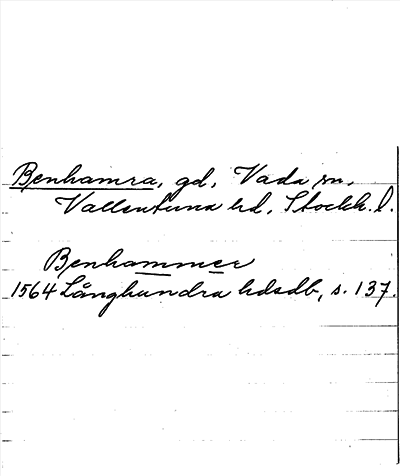 Benhamra, gd, Vada sn,
Vallentuna hd, Stockh. l.
Benhammer
1564 Långhundra hdsdb, s. 137.